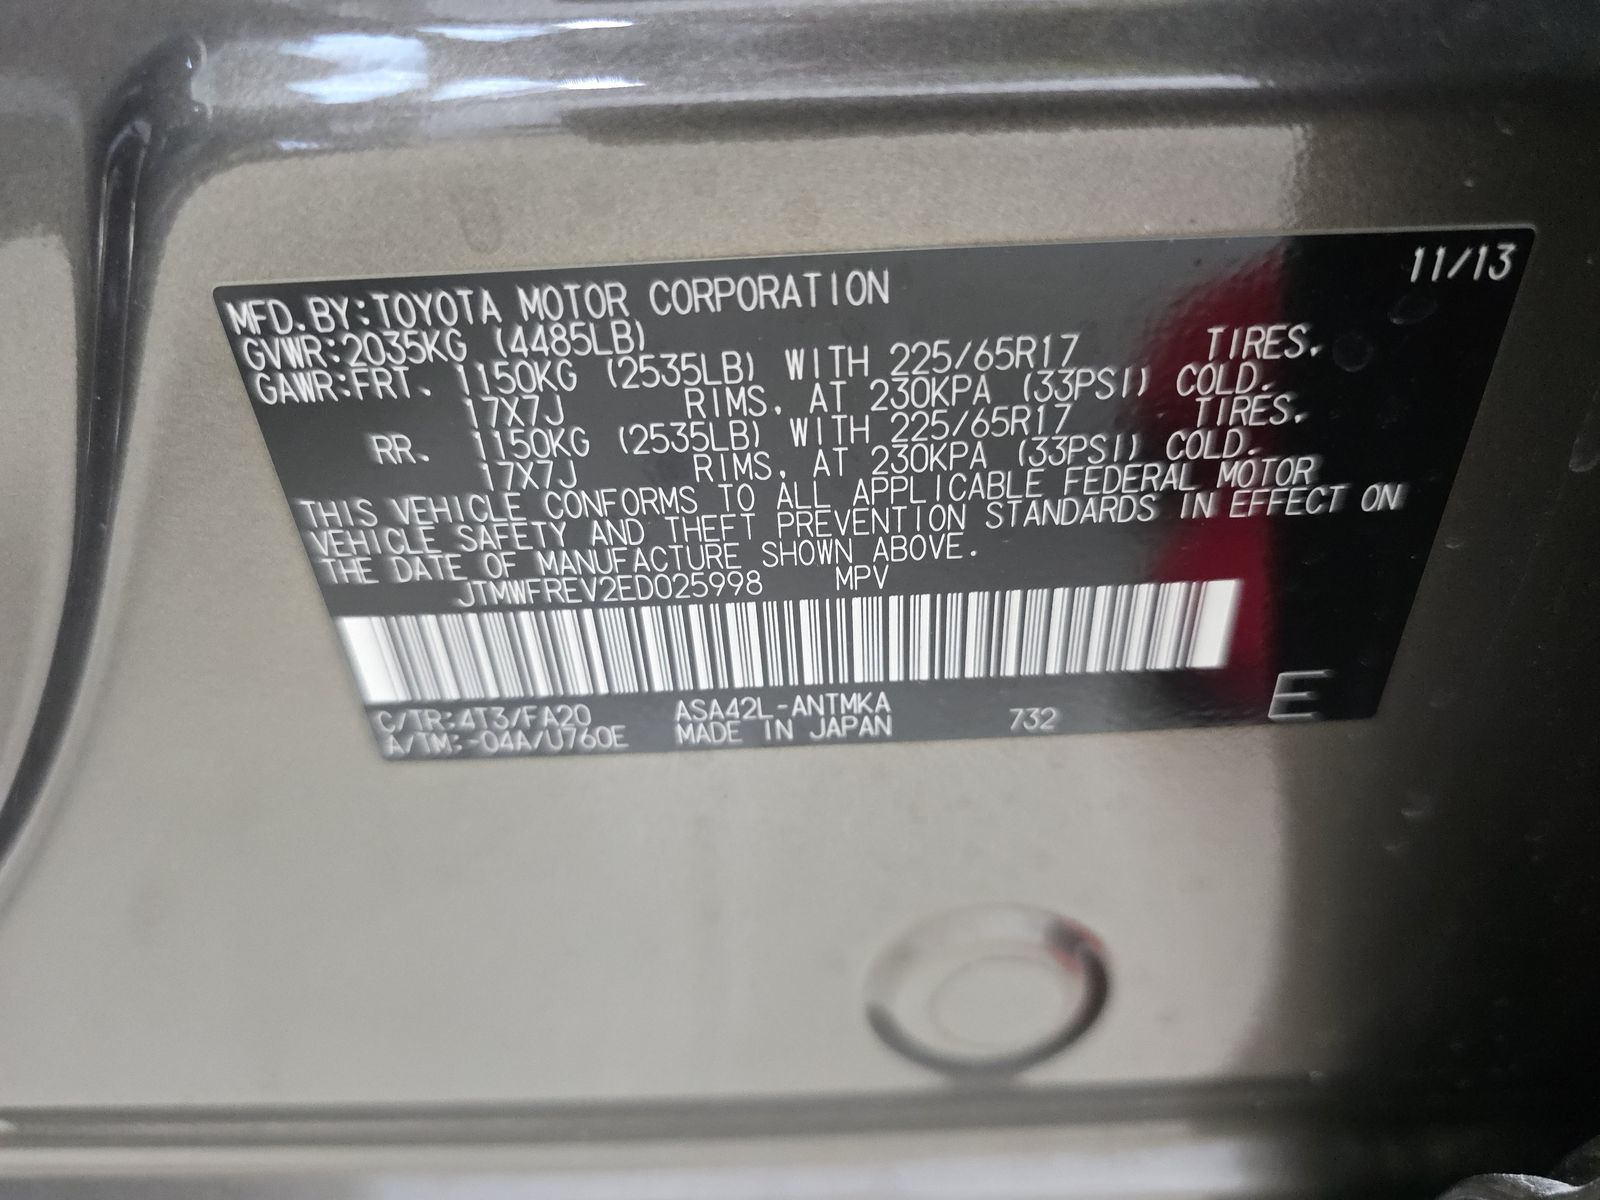 11/13
MFD.BY:TOYOTA MOTOR CORPORATION
GVWR:2035KG (4485LB)
GAWR:FRT. 1150KG (2535LB) WITH 225/65R17 TIRES.
17X7J RIMS, AT 230KPA (33PSI) COLD.
RR. 1150KG (2535LB) WITH 225/65R17 TIRES.
17X7J RIMS, AT 230KPA (33PSI) COLD.
THIS VEHICLE CONFORMS TO ALL APPLICABLE FEDERAL MOTOR
VEHICLE SAFETY AND THEFT PREVENTION STANDARDS IN EFFECT ON
THE DATE OF MANUFACTURE SHOWN ABOVE.
JTMWFREV2ED025998 MPV
C/TR:4T3/FA20 ASA42L-ANTMKA 732 E
A/TM:-04A/U760E MADE IN JAPAN